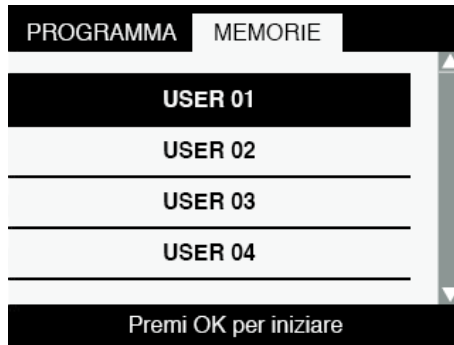 PROGRAMMA MEMORIE
USER 01
USER 02
USER 03
USER 04
Premi OK per iniziare